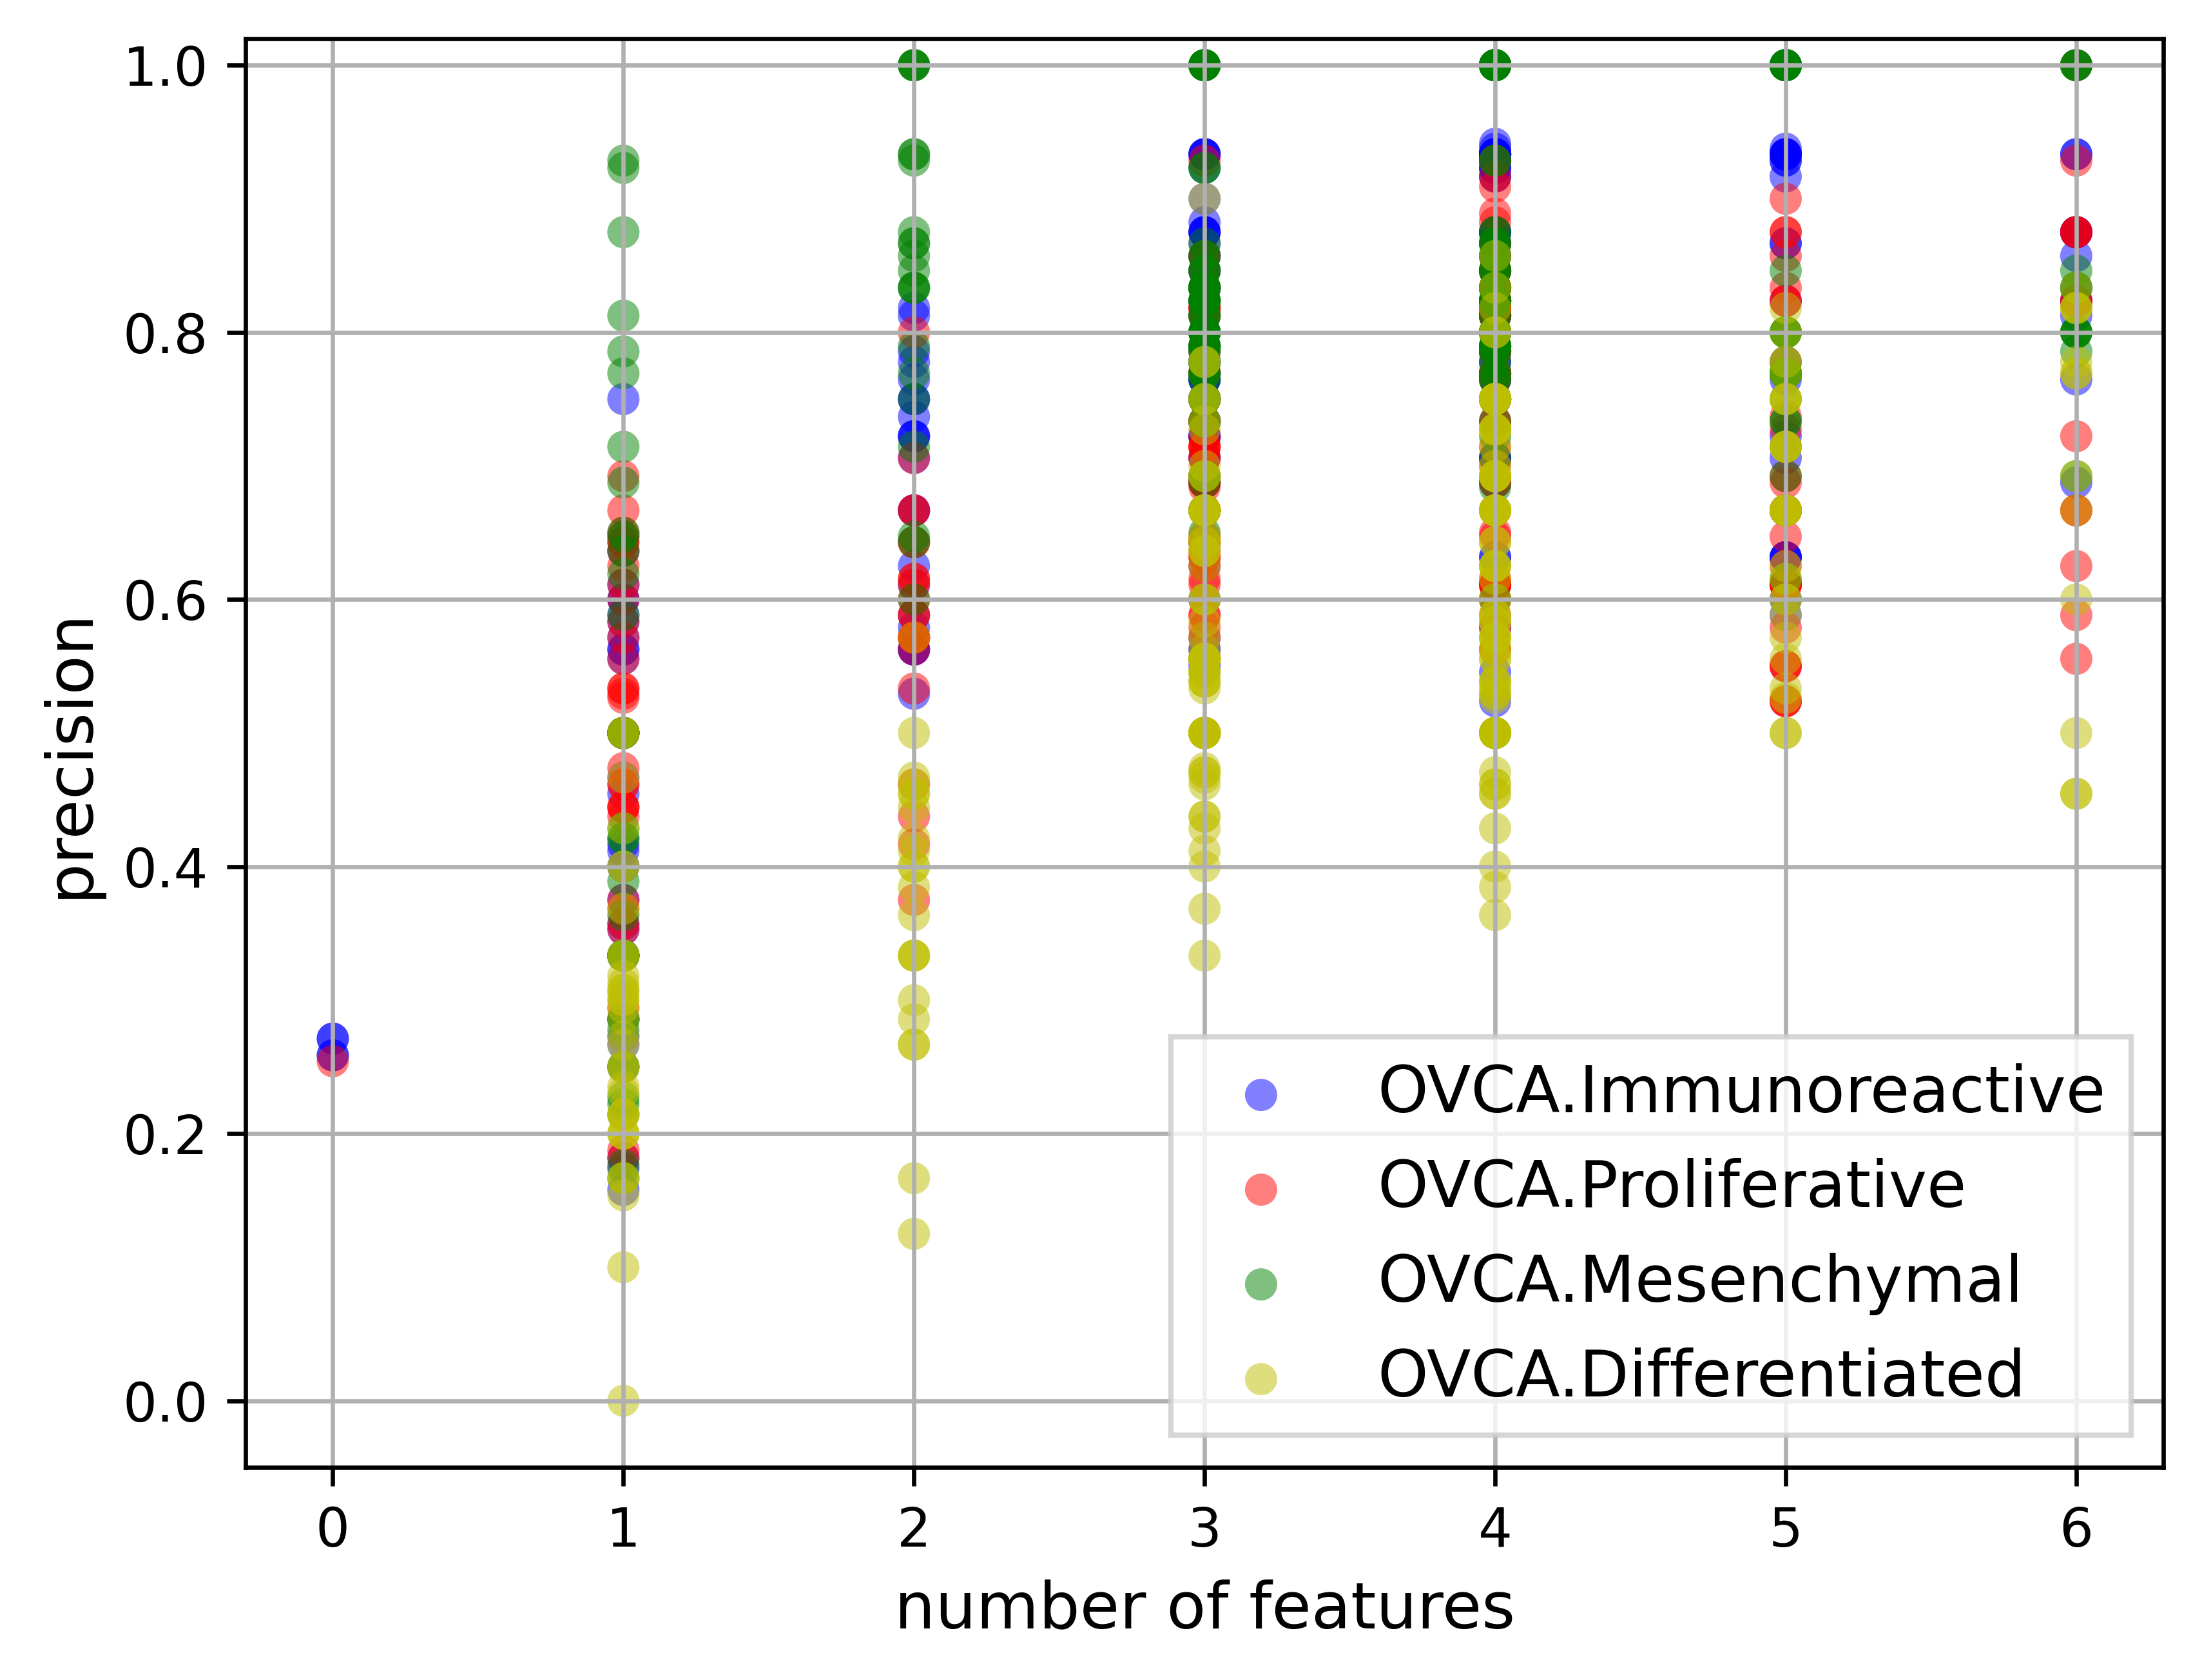 1.0
0.8
0.6
0.4
0.2
0.0
precision
OVCA.Immunoreactive
OVCA.Proliferative
OVCA.Mesenchymal
OVCA.Differentiated
0 1 2 3 4 5 6
number of features